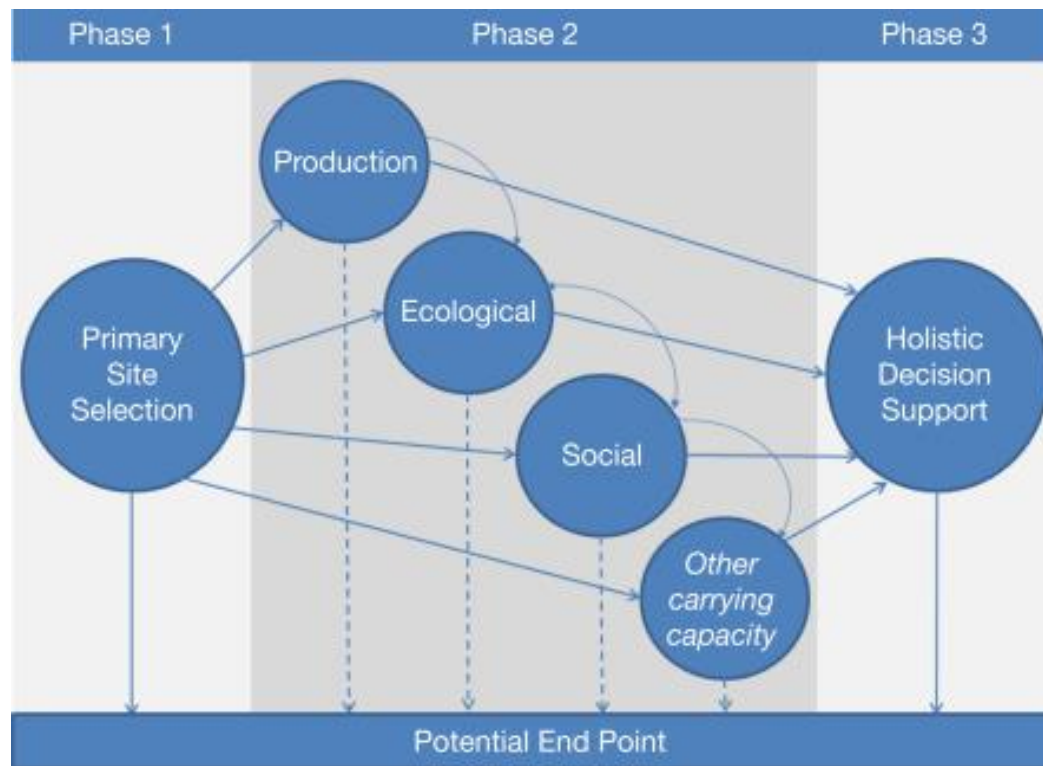 Phase 1
Phase 2
Phase 3
Production
Ecological
Primary
Site
Selection
Holistic
Decision
Support
Social
Other
carrying
capacity
Potential End Point